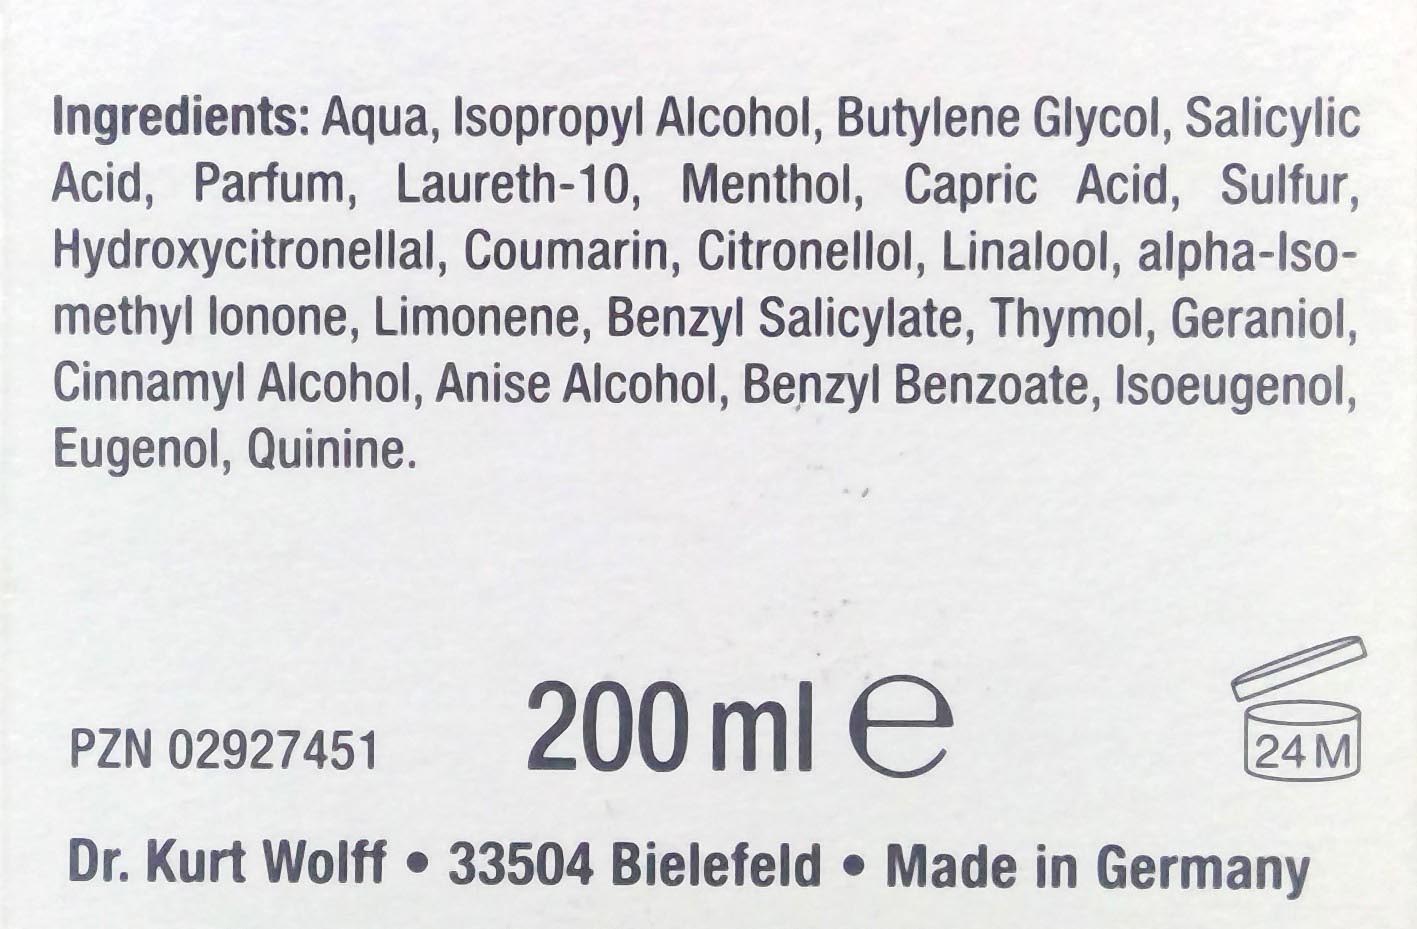 Ingredients: Aqua, Isopropyl Alcohol, Butylene Glycol, Salicylic
Acid, Parfum, Laureth-10, Menthol, Capric Acid, Sulfur,
Hydroxycitronellal, Coumarin, Citronellol, Linalool, alpha-Iso-
methyl Ionone, Limonene, Benzyl Salicylate, Thymol, Geraniol,
Cinnamyl Alcohol, Anise Alcohol, Benzyl Benzoate, Isoeugenol,
Eugenol, Quinine.
PZN 02927451 200 ml ℮ 24 M
Dr. Kurt Wolff • 33504 Bielefeld • Made in Germany